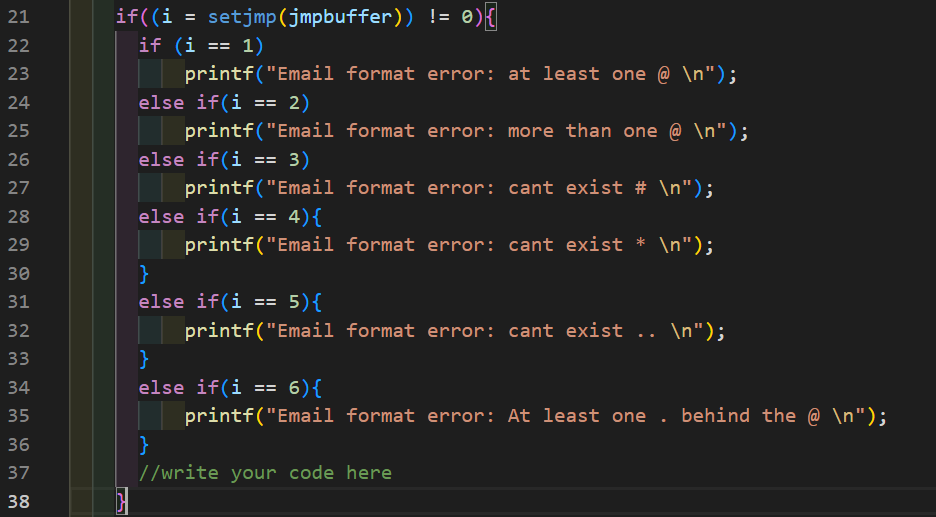 21 if((i = setjmp(jmpbuffer)) != 0){
22 if (i == 1)
23 printf("Email format error: at least one @ \n");
24 else if(i == 2)
25 printf("Email format error: more than one @ \n");
26 else if(i == 3)
27 printf("Email format error: cant exist # \n");
28 else if(i == 4){
29 printf("Email format error: cant exist * \n");
30 }
31 else if(i == 5){
32 printf("Email format error: cant exist .. \n");
33 }
34 else if(i == 6){
35 printf("Email format error: At least one . behind the @ \n");
36 }
37 //write your code here
38 }